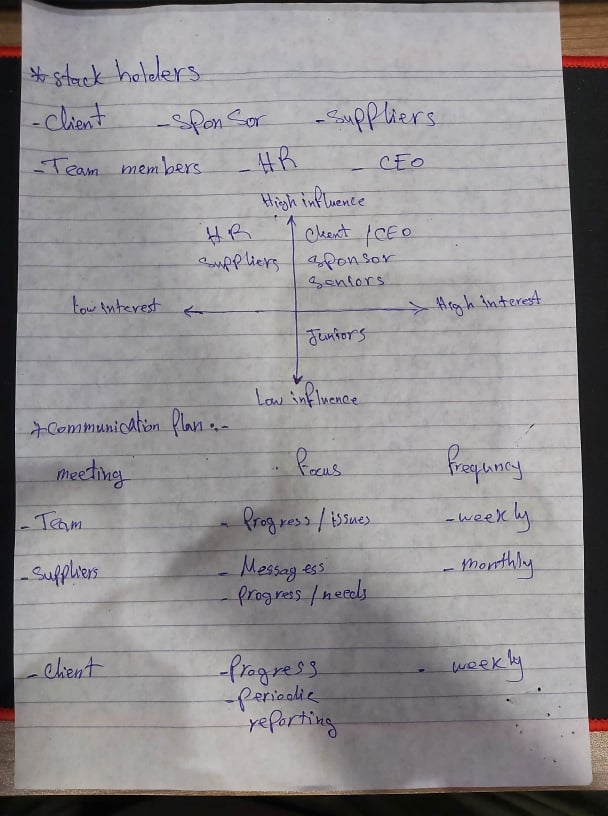 * stack holders
- Client - Sponsor - Suppliers
- Team members - HR - CEO
High influence
HR Client / CEO
Suppliers Sponsor
Seniors
Low interest High interest
Juniors
Low influence
* Communication Plan :-
meeting Focus Frequncy
- Team - Progress / issues - weekly
- Suppliers - Messagess - monthly
- Progress / needs
- Client - Progress - weekly
- Periodic
reporting